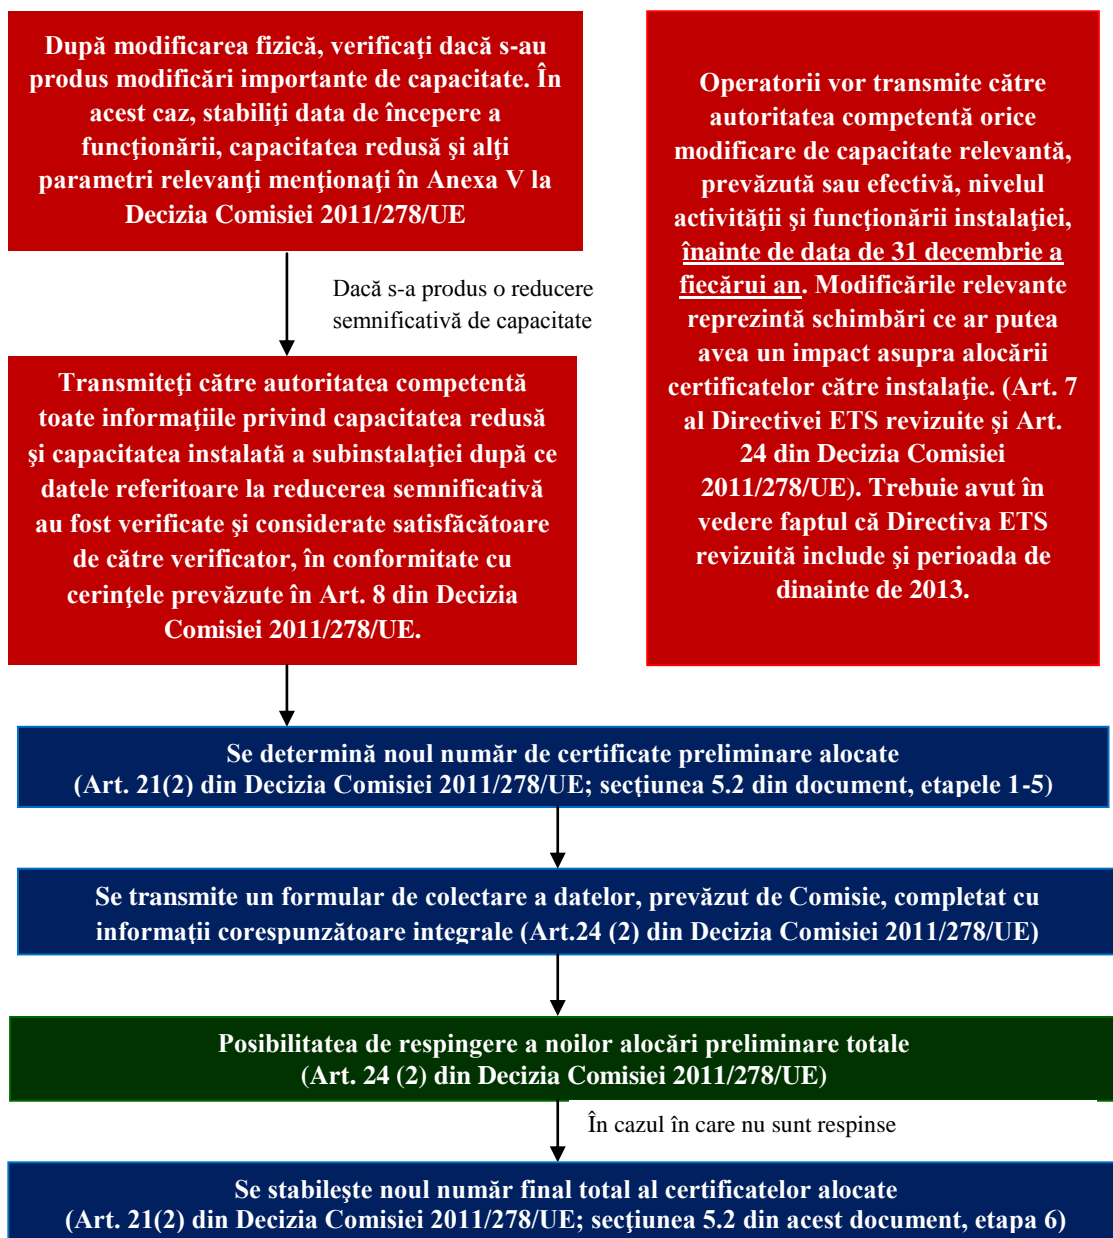 După modificarea fizică, verificaţi dacă s-au
produs modificări importante de capacitate. În
acest caz, stabiliţi data de începere a
funcţionării, capacitatea redusă şi alţi
parametri relevanţi menţionaţi în Anexa V la
Decizia Comisiei 2011/278/UE
Dacă s-a produs o reducere
semnificativă de capacitate
Transmiteţi către autoritatea competentă
toate informaţiile privind capacitatea redusă
şi capacitatea instalată a subinstalaţiei după ce
datele referitoare la reducerea semnificativă
au fost verificate şi considerate satisfăcătoare
de către verificator, în conformitate cu
cerinţele prevăzute în Art. 8 din Decizia
Comisiei 2011/278/UE.
Operatorii vor transmite către
autoritatea competentă orice
modificare de capacitate relevantă,
prevăzută sau efectivă, nivelul
activităţii şi funcţionării instalaţiei,
înainte de data de 31 decembrie a
fiecărui an. Modificările relevante
reprezintă schimbări ce ar putea
avea un impact asupra alocării
certificatelor către instalaţie. (Art. 7
al Directivei ETS revizuite şi Art.
24 din Decizia Comisiei
2011/278/UE). Trebuie avut în
vedere faptul că Directiva ETS
revizuită include şi perioada de
dinainte de 2013.
Se determină noul număr de certificate preliminare alocate
(Art. 21(2) din Decizia Comisiei 2011/278/UE; secţiunea 5.2 din document, etapele 1-5)
Se transmite un formular de colectare a datelor, prevăzut de Comisie, completat cu
informaţii corespunzătoare integrale (Art.24 (2) din Decizia Comisiei 2011/278/UE)
Posibilitatea de respingere a noilor alocări preliminare totale
(Art. 24 (2) din Decizia Comisiei 2011/278/UE)
În cazul în care nu sunt respinse
Se stabileşte noul număr final total al certificatelor alocate
(Art. 21(2) din Decizia Comisiei 2011/278/UE; secţiunea 5.2 din acest document, etapa 6)